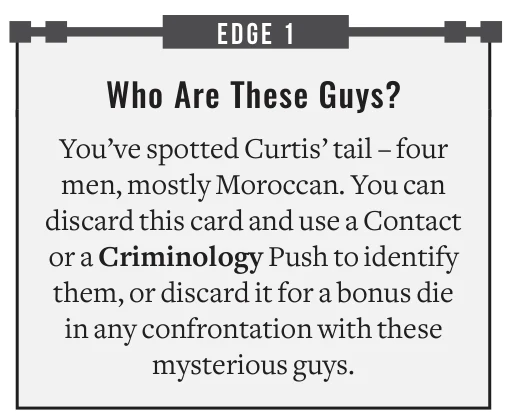 EDGE 1
Who Are These Guys?
You’ve spotted Curtis’ tail – four
men, mostly Moroccan. You can
discard this card and use a Contact
or a Criminology Push to identify
them, or discard it for a bonus die
in any confrontation with these
mysterious guys.